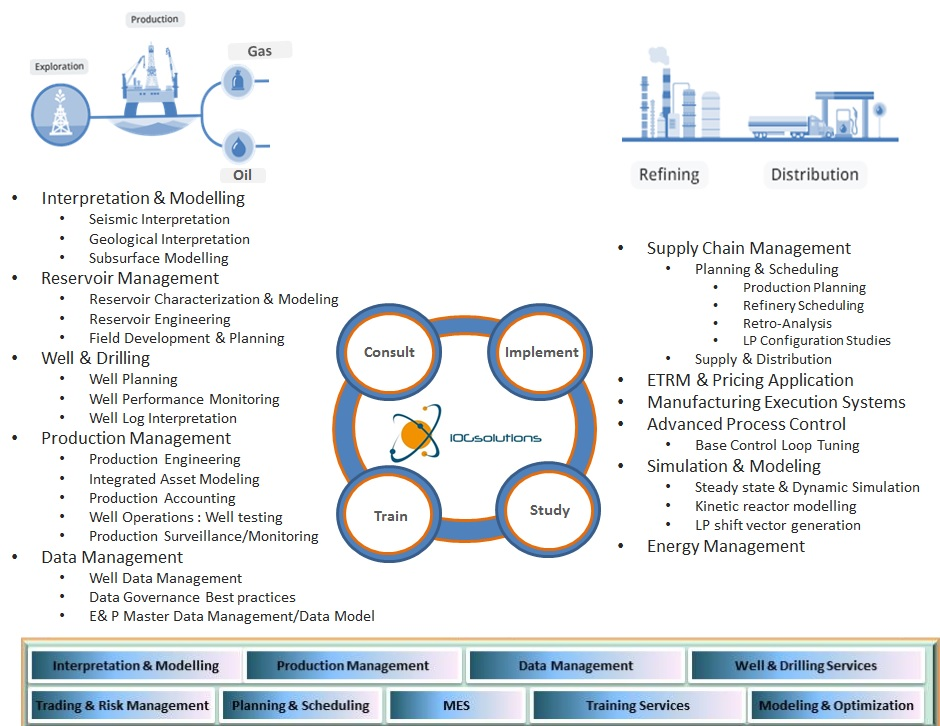 Production
Gas
Exploration
Oil
Refining
Distribution
• Interpretation & Modelling
• Seismic Interpretation
• Geological Interpretation
• Subsurface Modelling
• Reservoir Management
• Reservoir Characterization & Modeling
• Reservoir Engineering
• Field Development & Planning
• Well & Drilling
• Well Planning
• Well Performance Monitoring
• Well Log Interpretation
• Production Management
• Production Engineering
• Integrated Asset Modeling
• Production Accounting
• Well Operations : Well testing
• Production Surveillance/Monitoring
• Data Management
• Well Data Management
• Data Governance Best practices
• E& P Master Data Management/Data Model
Consult
Implement
IOGsolutions
Train
Study
• Supply Chain Management
• Planning & Scheduling
• Production Planning
• Refinery Scheduling
• Retro-Analysis
• LP Configuration Studies
• Supply & Distribution
• ETRM & Pricing Application
• Manufacturing Execution Systems
• Advanced Process Control
• Base Control Loop Tuning
• Simulation & Modeling
• Steady state & Dynamic Simulation
• Kinetic reactor modelling
• LP shift vector generation
• Energy Management
Interpretation & Modelling
Production Management
Data Management
Well & Drilling Services
Trading & Risk Management
Planning & Scheduling
MES
Training Services
Modeling & Optimization